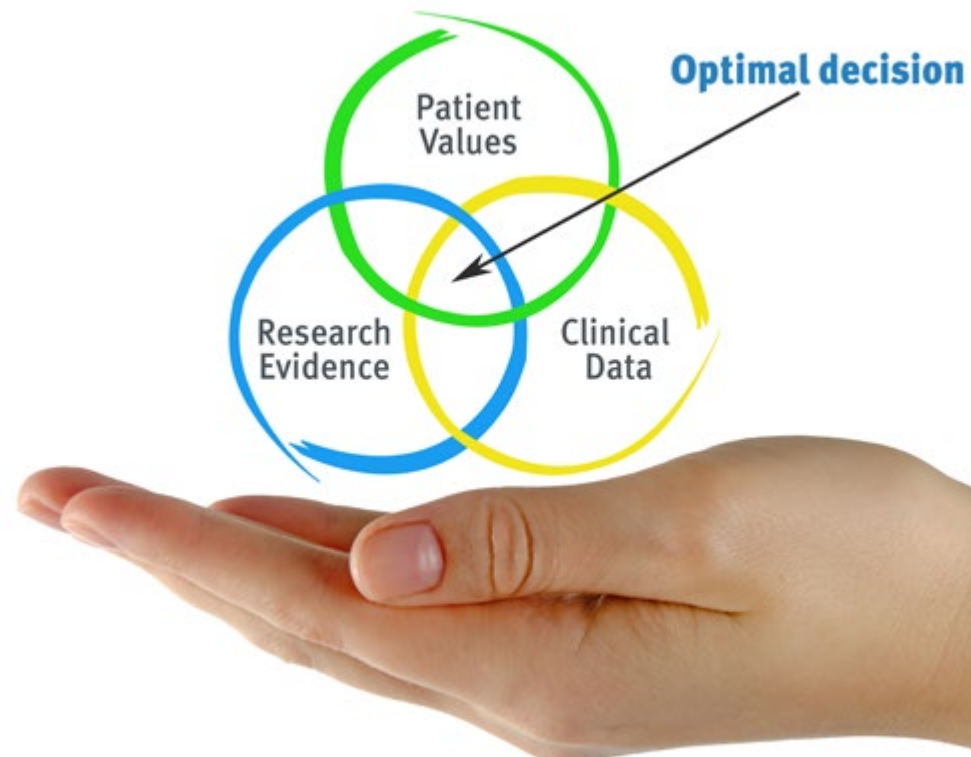 Optimal decision
Patient
Values
Research
Evidence
Clinical
Data